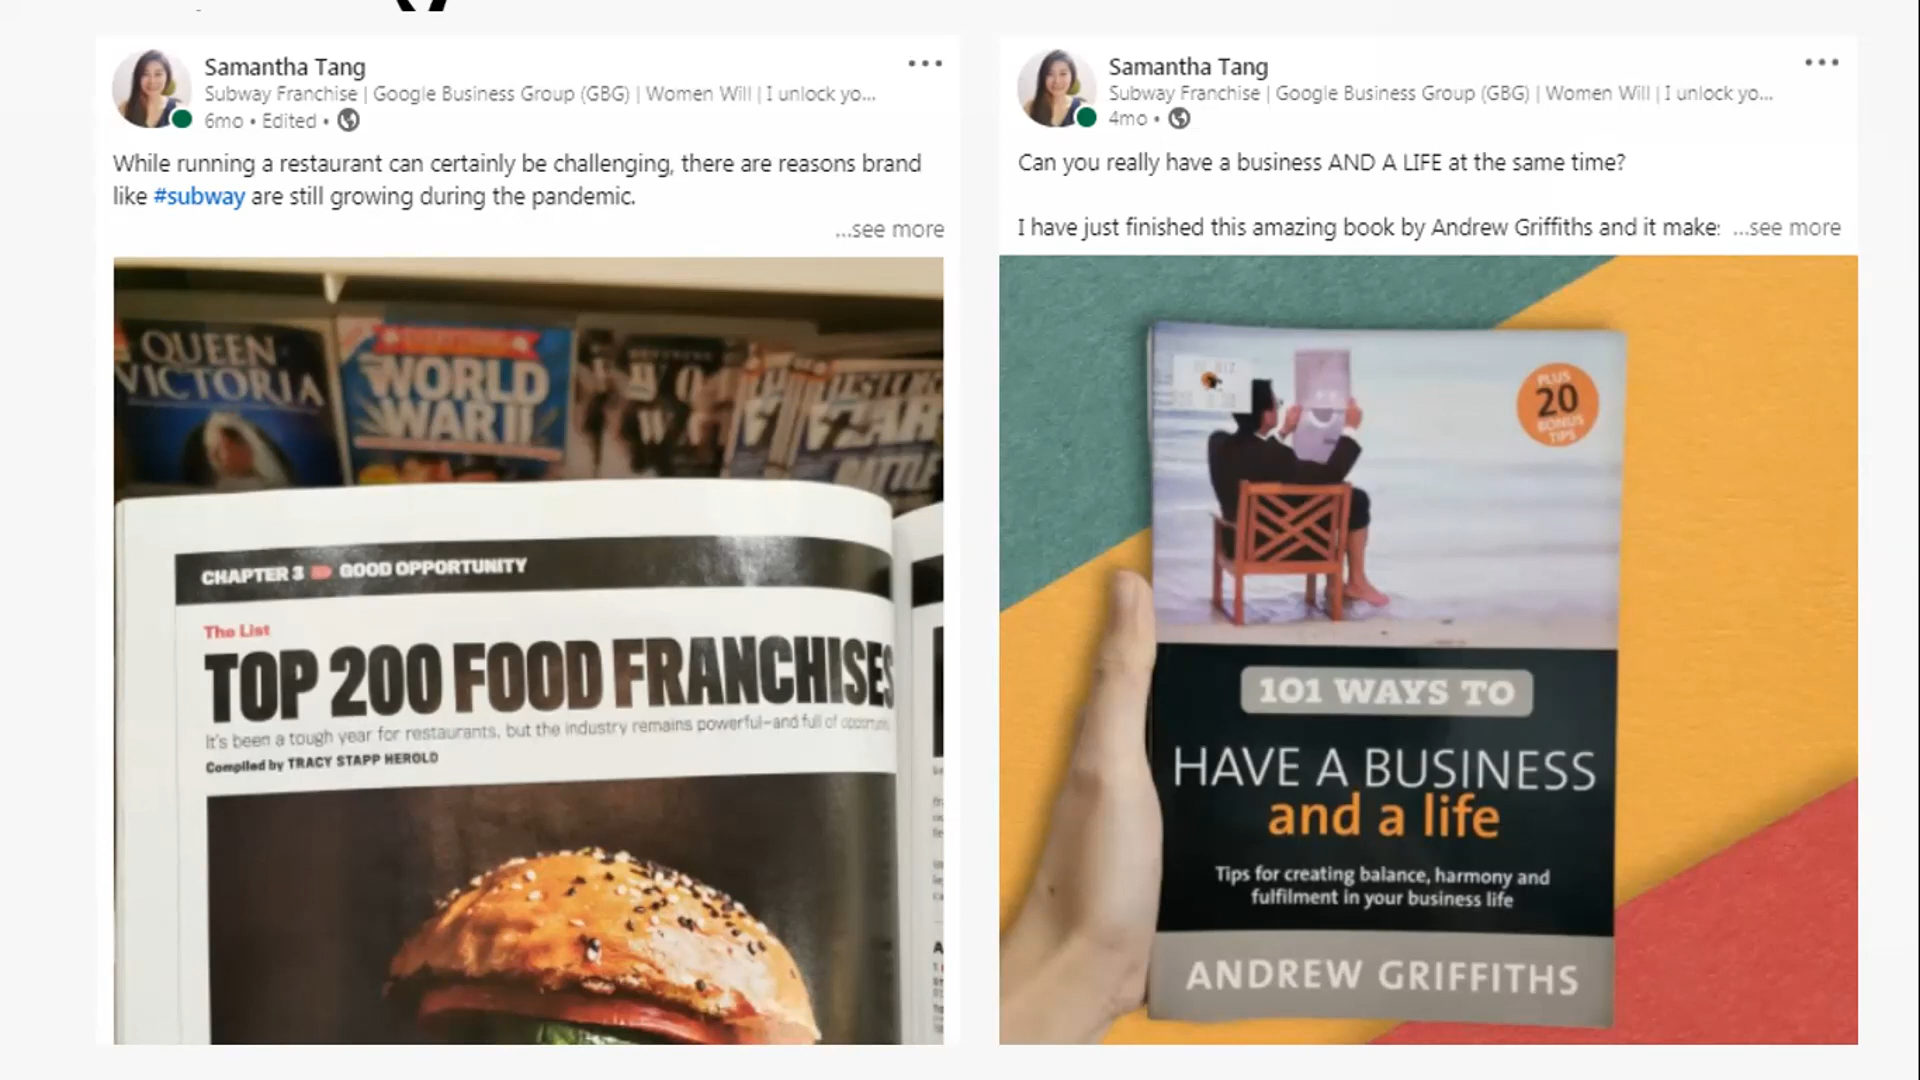 Samantha Tang
Subway Franchise | Google Business Group (GBG) | Women Will | I unlock yo...
6mo • Edited •
While running a restaurant can certainly be challenging, there are reasons brand
like #subway are still growing during the pandemic.
...see more
QUEEN
VICTORIA
WORLD
WAR II
CHAPTER 3 GOOD OPPORTUNITY
The List
TOP 200 FOOD FRANCHISES
It's been a tough year for restaurants, but the industry remains powerful—and full of
Compiled by TRACY STAPP HEROLD
Samantha Tang
Subway Franchise | Google Business Group (GBG) | Women Will | I unlock yo...
4mo •
Can you really have a business AND A LIFE at the same time?
I have just finished this amazing book by Andrew Griffiths and it make: ...see more
PLUS
20
BONUS
TIPS
101 WAYS TO
HAVE A BUSINESS
and a life
Tips for creating balance, harmony and
fulfilment in your business life
ANDREW GRIFFITHS